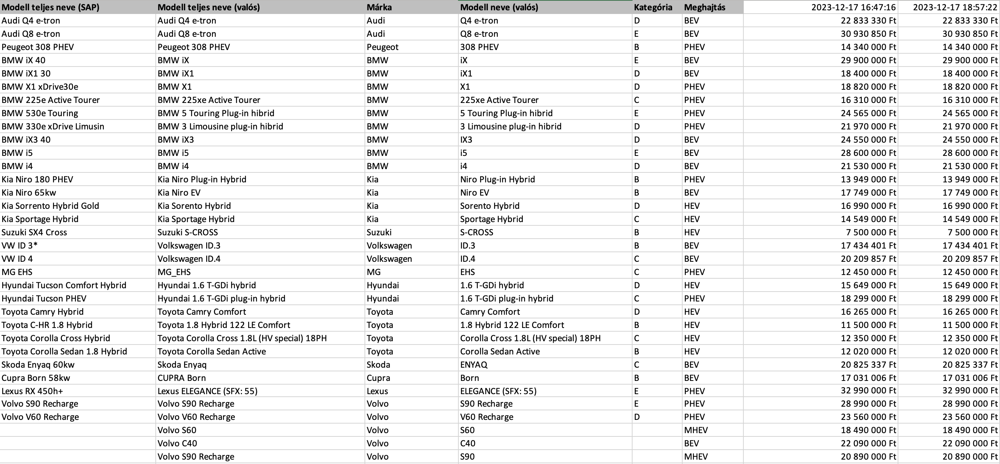 Modell teljes neve (SAP) Modell teljes neve (valós) Márka Modell neve (valós) Kategória Meghajtás 2023-12-17 16:47:16 2023-12-17 18:57:22
Audi Q4 e-tron Audi Q4 e-tron Audi Q4 e-tron D BEV 22 833 330 Ft 22 833 330 Ft
Audi Q8 e-tron Audi Q8 e-tron Audi Q8 e-tron E BEV 30 930 850 Ft 30 930 850 Ft
Peugeot 308 PHEV Peugeot 308 PHEV Peugeot 308 PHEV B PHEV 14 340 000 Ft 14 340 000 Ft
BMW iX 40 BMW iX BMW iX E BEV 29 900 000 Ft 29 900 000 Ft
BMW iX1 30 BMW iX1 BMW iX1 D BEV 18 400 000 Ft 18 400 000 Ft
BMW X1 xDrive30e BMW X1 BMW X1 D PHEV 18 820 000 Ft 18 820 000 Ft
BMW 225e Active Tourer BMW 225xe Active Tourer BMW 225xe Active Tourer C PHEV 16 310 000 Ft 16 310 000 Ft
BMW 530e Touring BMW 5 Touring Plug-in hibrid BMW 5 Touring Plug-in hibrid E PHEV 24 565 000 Ft 24 565 000 Ft
BMW 330e xDrive Limusin BMW 3 Limousine plug-in hibrid BMW 3 Limousine plug-in hibrid D PHEV 21 970 000 Ft 21 970 000 Ft
BMW iX3 40 BMW iX3 BMW IX3 D BEV 24 550 000 Ft 24 550 000 Ft
BMW i5 BMW i5 BMW i5 E BEV 28 600 000 Ft 28 600 000 Ft
BMW i4 BMW i4 BMW i4 D BEV 21 530 000 Ft 21 530 000 Ft
Kia Niro 180 PHEV Kia Niro Plug-in Hybrid Kia Niro Plug-in Hybrid B PHEV 13 949 000 Ft 13 949 000 Ft
Kia Niro 65kw Kia Niro EV Kia Niro EV B BEV 17 749 000 Ft 17 749 000 Ft
Kia Sorrento Hybrid Gold Kia Sorento Hybrid Kia Sorento Hybrid D HEV 16 990 000 Ft 16 990 000 Ft
Kia Sportage Hybrid Kia Sportage Hybrid Kia Sportage Hybrid C HEV 14 549 000 Ft 14 549 000 Ft
Suzuki SX4 Cross Suzuki S-CROSS Suzuki S-CROSS B HEV 7 500 000 Ft 7 500 000 Ft
VW ID 3* Volkswagen ID.3 Volkswagen ID.3 B BEV 17 434 401 Ft 17 434 401 Ft
VW ID 4 Volkswagen ID.4 Volkswagen ID.4 C BEV 20 209 857 Ft 20 209 857 Ft
MG EHS MG_EHS MG EHS C PHEV 12 450 000 Ft 12 450 000 Ft
Hyundai Tucson Comfort Hybrid Hyundai 1.6 T-GDi hybrid Hyundai 1.6 T-GDi hybrid D HEV 15 649 000 Ft 15 649 000 Ft
Hyundai Tucson PHEV Hyundai 1.6 T-GDi plug-in hybrid Hyundai 1.6 T-GDi plug-in hybrid C PHEV 18 299 000 Ft 18 299 000 Ft
Toyota Camry Hybrid Toyota Camry Comfort Toyota Camry Comfort D HEV 16 265 000 Ft 16 265 000 Ft
Toyota C-HR 1.8 Hybrid Toyota 1.8 Hybrid 122 LE Comfort Toyota 1.8 Hybrid 122 LE Comfort B HEV 11 500 000 Ft 11 500 000 Ft
Toyota Corolla Cross Hybrid Toyota Corolla Cross 1.8L (HV special) 18PH Toyota Corolla Cross 1.8L (HV special) 18PH C HEV 12 350 000 Ft 12 350 000 Ft
Toyota Corolla Sedan 1.8 Hybrid Toyota Corolla Sedan Active Toyota Corolla Sedan Active B HEV 12 020 000 Ft 12 020 000 Ft
Skoda Enyaq 60kw Skoda Enyaq Skoda ENYAQ C BEV 20 825 337 Ft 20 825 337 Ft
Cupra Born 58kw CUPRA Born Cupra Born B BEV 17 031 006 Ft 17 031 006 Ft
Lexus RX 450h+ Lexus ELEGANCE (SFX: 55) Lexus ELEGANCE (SFX: 55) E PHEV 32 990 000 Ft 32 990 000 Ft
Volvo S90 Recharge Volvo S90 Recharge Volvo S90 Recharge E PHEV 28 990 000 Ft 28 990 000 Ft
Volvo V60 Recharge Volvo V60 Recharge Volvo V60 Recharge D PHEV 23 560 000 Ft 23 560 000 Ft
Volvo S60 Volvo S60 MHEV 18 490 000 Ft 18 490 000 Ft
Volvo C40 Volvo C40 BEV 22 090 000 Ft 22 090 000 Ft
Volvo S90 Recharge Volvo S90 MHEV 20 890 000 Ft 20 890 000 Ft